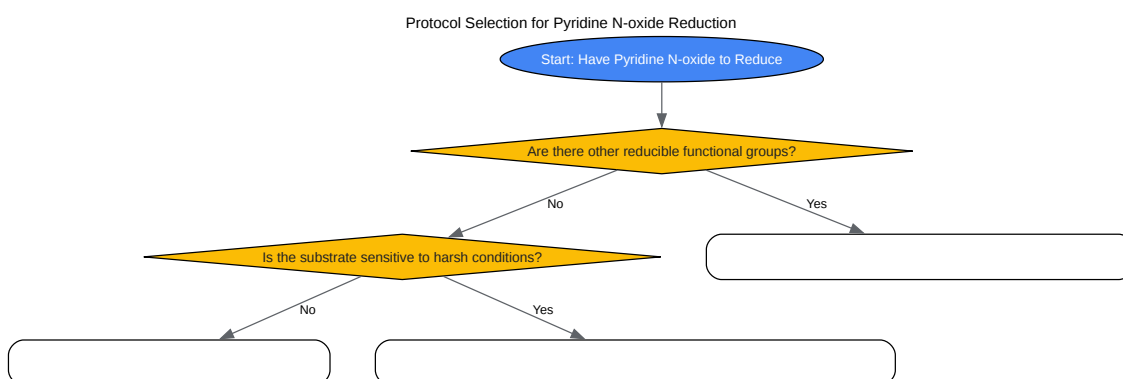 Protocol Selection for Pyridine N-oxide Reduction
Start: Have Pyridine N-oxide to Reduce
Are there other reducible functional groups?
No
Yes
Is the substrate sensitive to harsh conditions?
No
Yes